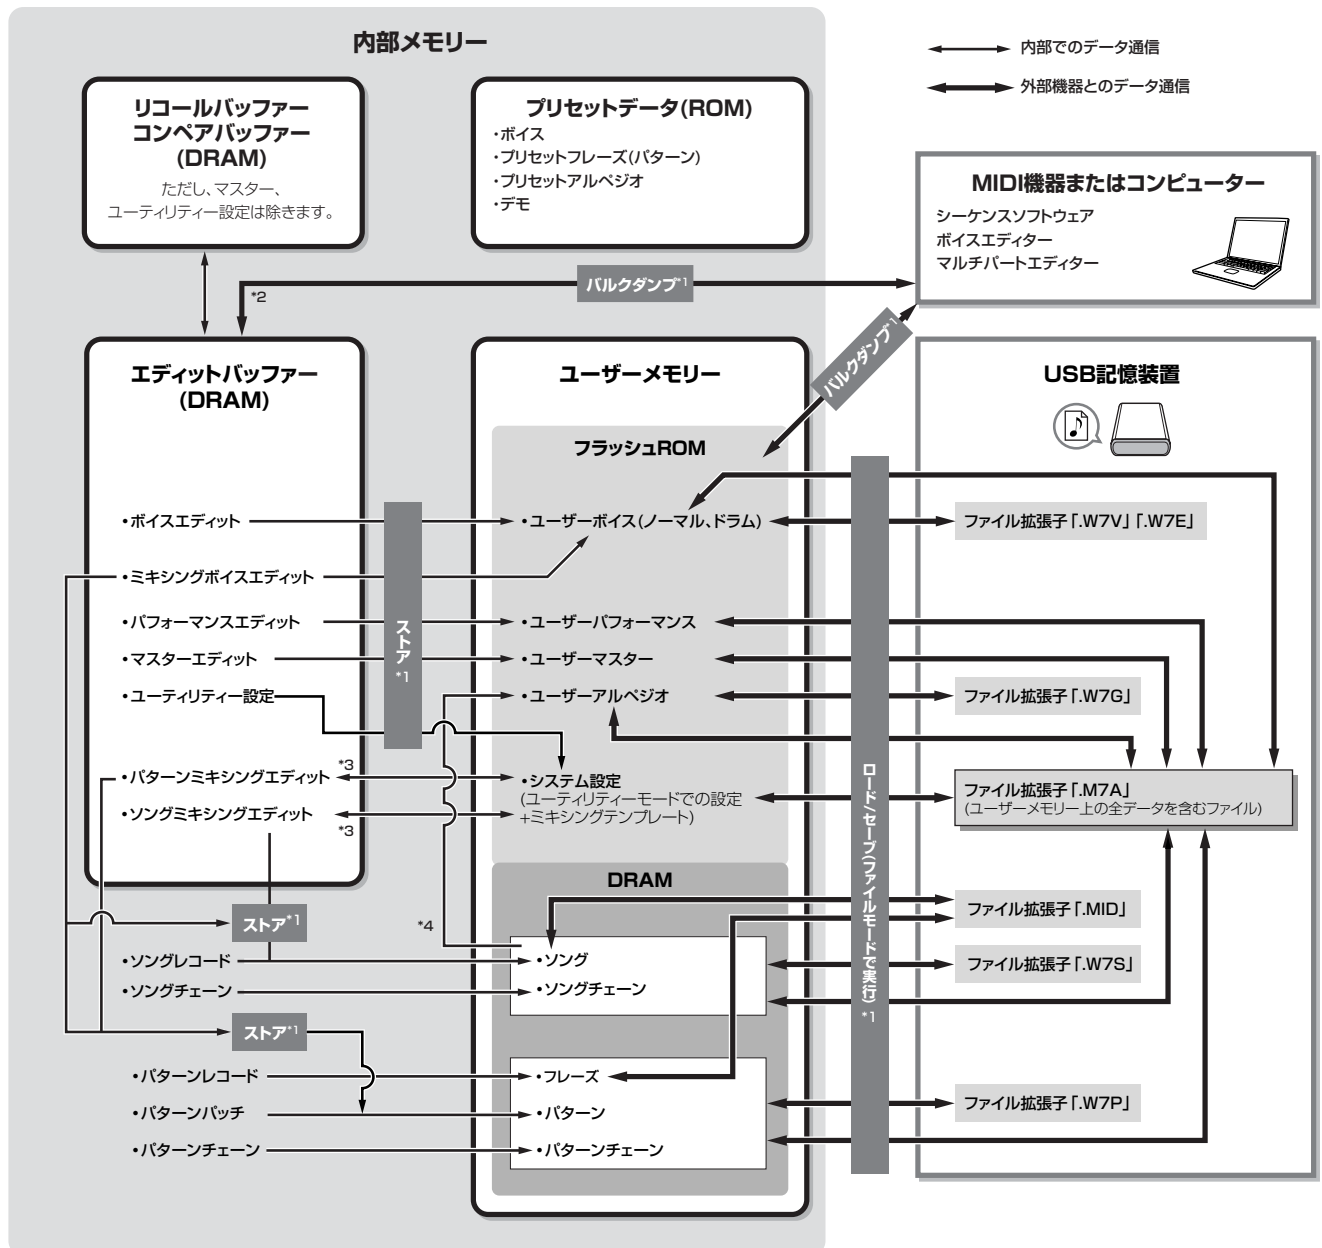 内部メモリー
内部でのデータ通信
外部機器とのデータ通信
リコールバッファー
コンペアバッファー
(DRAM)
ただし、マスター、
ユーティリティー設定は除きます。
プリセットデータ(ROM)
・ボイス
・プリセットフレーズ(パターン)
・プリセットアルペジオ
・デモ
MIDI機器またはコンピューター
シーケンスソフトウェア
ボイスエディター
マルチパートエディター
バルクダンプ*1
*2
バルクダンプ*1
エディットバッファー
(DRAM)
・ボイスエディット
・ミキシングボイスエディット
・パフォーマンスエディット
・マスターエディット
・ユーティリティー設定
・パターンミキシングエディット
*3
・ソングミキシングエディット
*3
ストア
*1
ユーザーメモリー
フラッシュROM
・ユーザーボイス(ノーマル、ドラム)
・ユーザーパフォーマンス
・ユーザーマスター
・ユーザーアルペジオ
・システム設定
(ユーティリティーモードでの設定
+ミキシングテンプレート)
DRAM
・ソング
・ソングチェーン
・フレーズ
・パターン
・パターンチェーン
*4
ストア*1
・ソングレコード
・ソングチェーン
ストア*1
・パターンレコード
・パターンパッチ
・パターンチェーン
ロード/セーブ(ファイルモードで実行) *1
USB記憶装置
ファイル拡張子「.W7V」「.W7E」
ファイル拡張子「.W7G」
ファイル拡張子「.M7A」
(ユーザーメモリー上の全データを含むファイル)
ファイル拡張子「.MID」
ファイル拡張子「.W7S」
ファイル拡張子「.W7P」